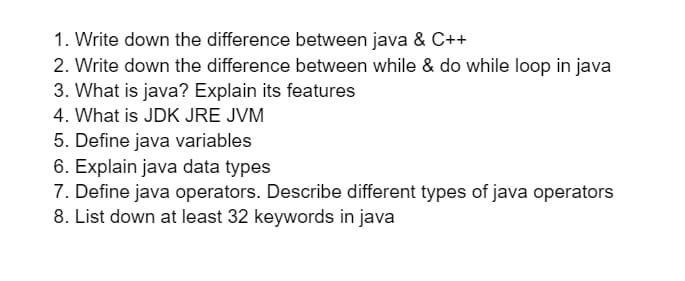 1. Write down the difference between java & C++
2. Write down the difference between while & do while loop in java
3. What is java? Explain its features
4. What is JDK JRE JVM
5. Define java variables
6. Explain java data types
7. Define java operators. Describe different types of java operators
8. List down at least 32 keywords in java